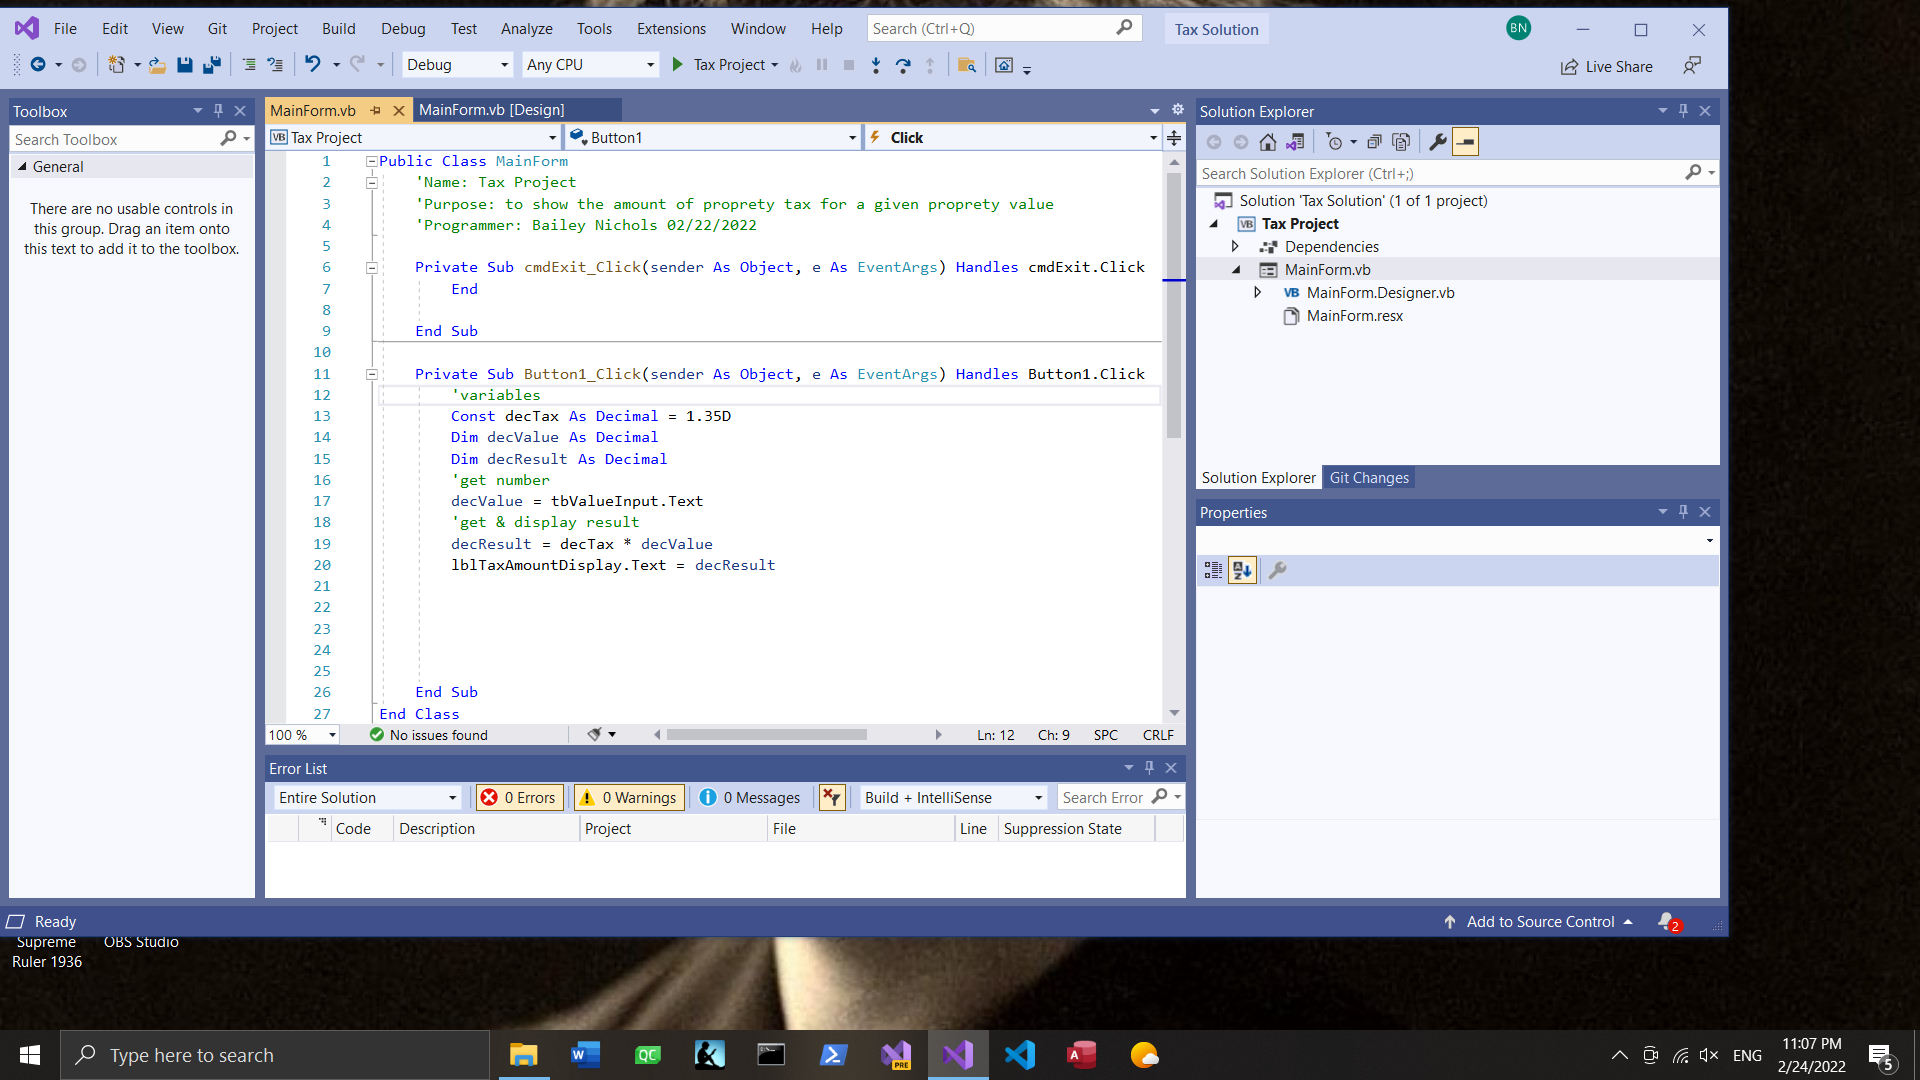 File Edit View Git Project Build Debug Test Analyze Tools Extensions Window Help Search (Ctrl+Q) Tax Solution BN
Debug Any CPU Tax Project Live Share
Toolbox
Search Toolbox
General
There are no usable controls in
this group. Drag an item onto
this text to add it to the toolbox.
MainForm.vb MainForm.vb [Design]
VB Tax Project Button1 Click
1 Public Class MainForm
2 'Name: Tax Project
3 'Purpose: to show the amount of proprety tax for a given proprety value
4 'Programmer: Bailey Nichols 02/22/2022
5
6 Private Sub cmdExit_Click(sender As Object, e As EventArgs) Handles cmdExit.Click
7 End
8
9 End Sub
10
11 Private Sub Button1_Click(sender As Object, e As EventArgs) Handles Button1.Click
12 'variables
13 Const decTax As Decimal = 1.35D
14 Dim decValue As Decimal
15 Dim decResult As Decimal
16 'get number
17 decValue = tbValueInput.Text
18 'get & display result
19 decResult = decTax * decValue
20 lblTaxAmountDisplay.Text = decResult
21
22
23
24
25
26 End Sub
27 End Class
100 % No issues found Ln: 12 Ch: 9 SPC CRLF
Error List
Entire Solution 0 Errors 0 Warnings 0 Messages Build + IntelliSense Search Error
Code Description Project File Line Suppression State
Solution Explorer
Search Solution Explorer (Ctrl+;)
Solution 'Tax Solution' (1 of 1 project)
VB Tax Project
Dependencies
MainForm.vb
VB MainForm.Designer.vb
MainForm.resx
Solution Explorer Git Changes
Properties
Ready Add to Source Control 2
Supreme
Ruler 1936
OBS Studio
Type here to search W QC PRE A ENG 11:07 PM
2/24/2022 5